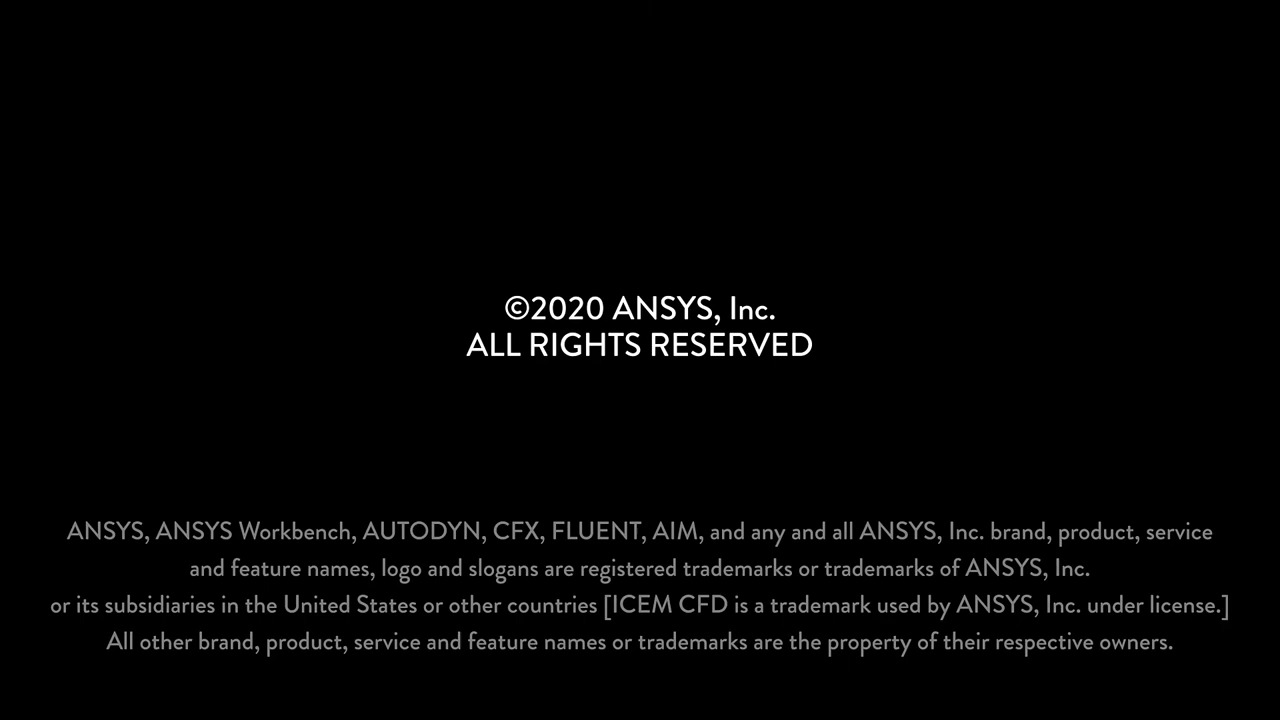 ©2020 ANSYS, Inc.
ALL RIGHTS RESERVED
ANSYS, ANSYS Workbench, AUTODYN, CFX, FLUENT, AIM, and any and all ANSYS, Inc. brand, product, service
and feature names, logo and slogans are registered trademarks or trademarks of ANSYS, Inc.
or its subsidiaries in the United States or other countries [ICEM CFD is a trademark used by ANSYS, Inc. under license.]
All other brand, product, service and feature names or trademarks are the property of their respective owners.